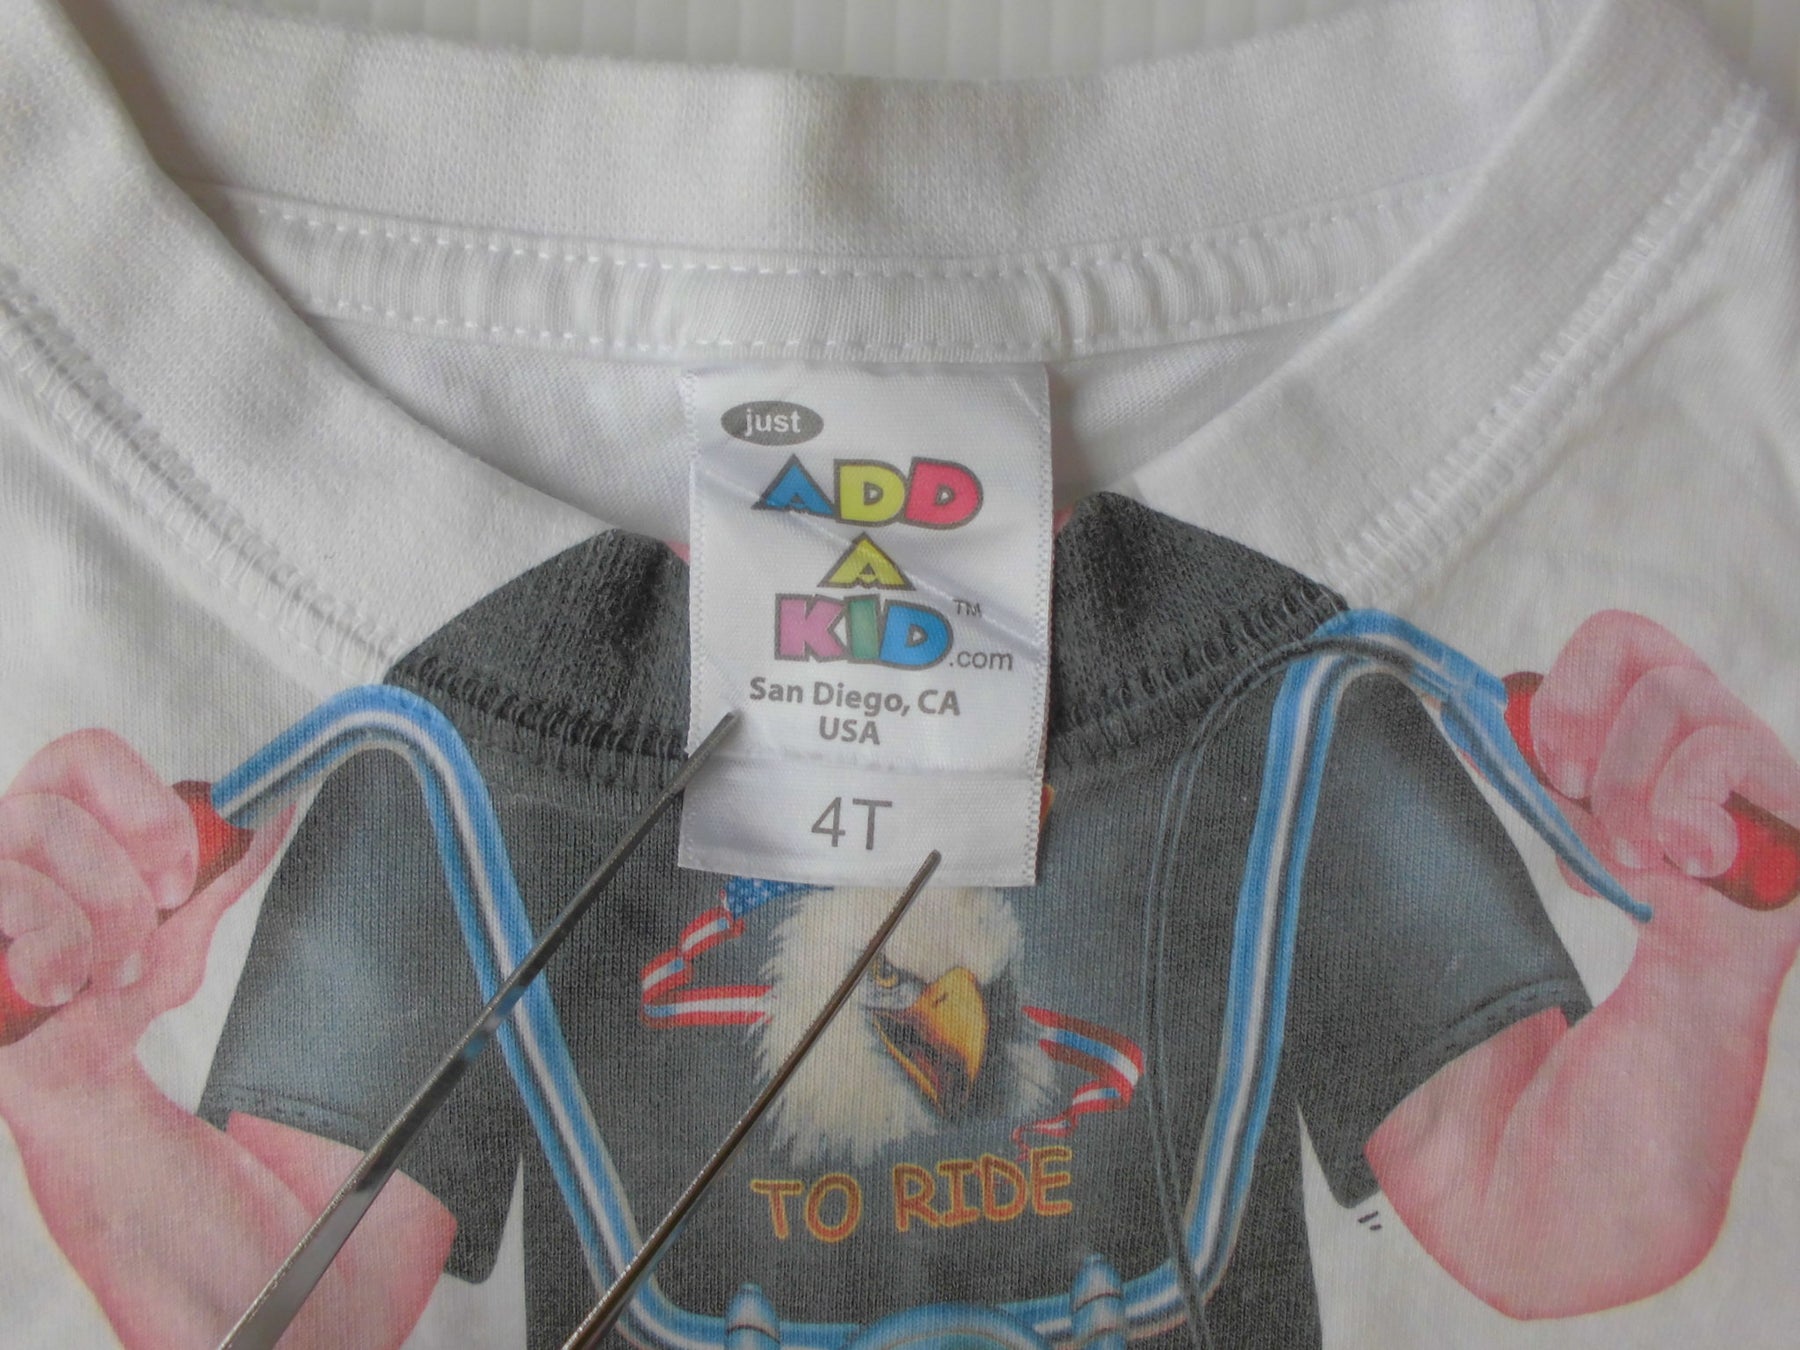 just
ADD
A
KID™
.com
San Diego, CA
USA
4T
TO RIDE